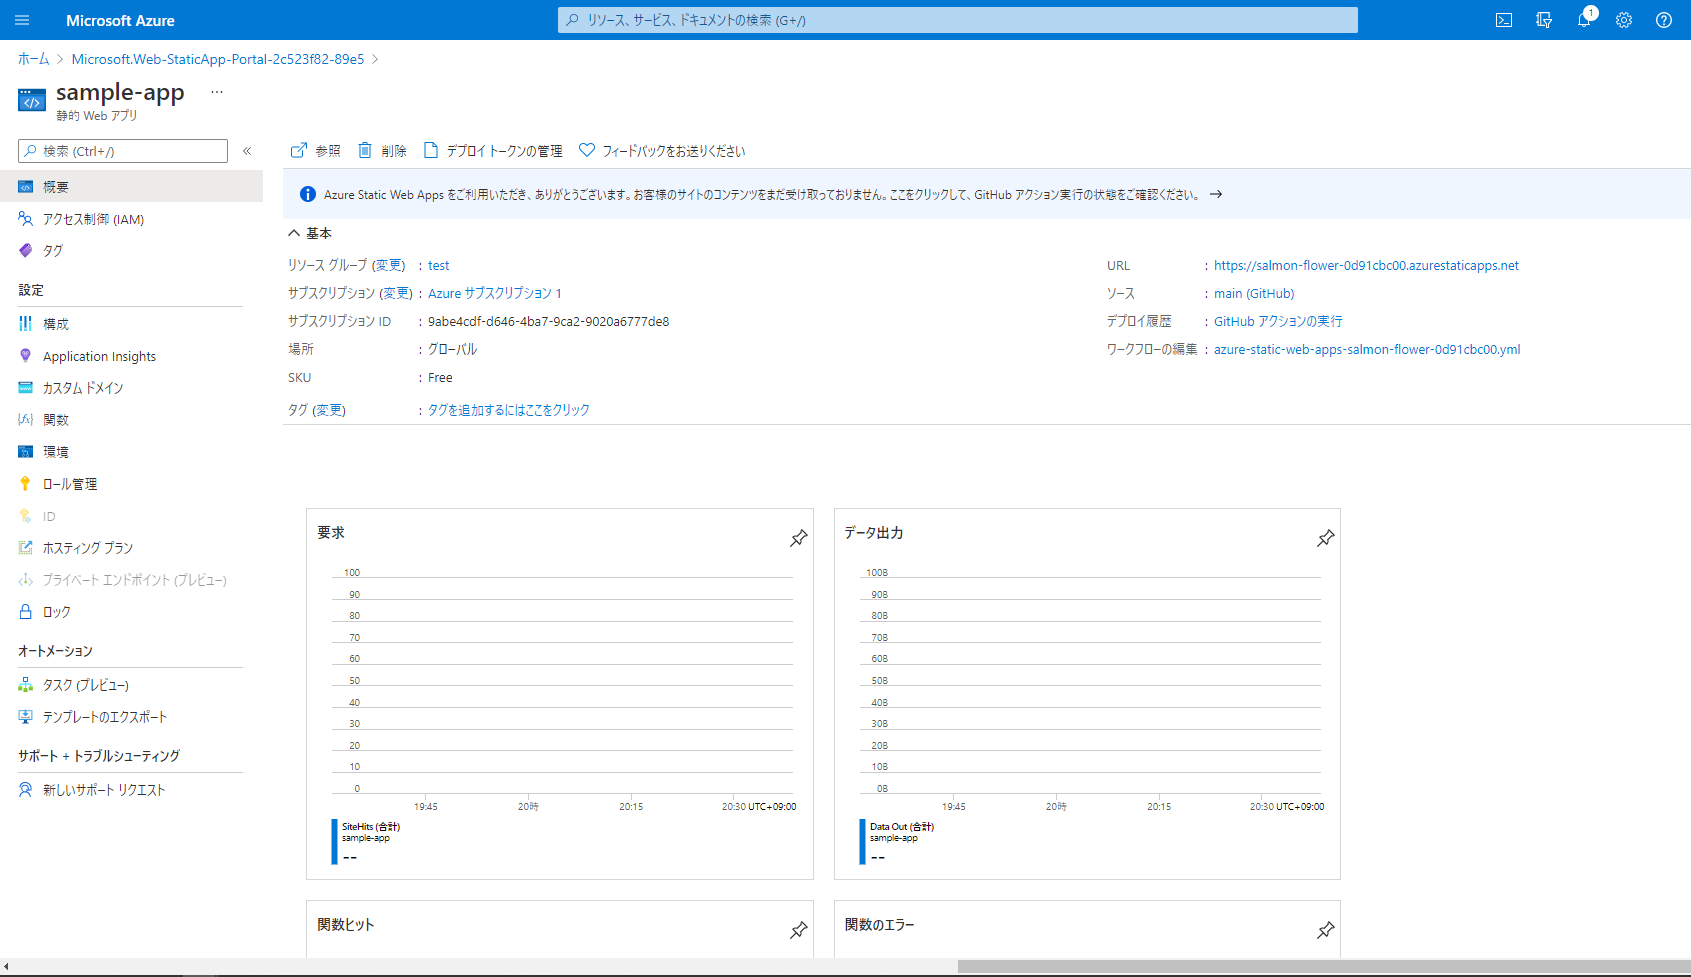 Microsoft Azure
リソース、サービス、ドキュメントの検索 (G+/)
1
ホーム > Microsoft.Web-StaticApp-Portal-2c523f82-89e5 >
sample-app ...
静的 Web アプリ
検索 (Ctrl+/)
«
参照 削除 デプロイ トークンの管理 フィードバックをお送りください
Azure Static Web Apps をご利用いただき、ありがとうございます。お客様のサイトのコンテンツをまだ受け取っておりません。ここをクリックして、GitHub アクション実行の状態をご確認ください。 →
概要
アクセス制御 (IAM)
タグ
設定
構成
Application Insights
カスタム ドメイン
関数
環境
ロール管理
ID
ホスティング プラン
プライベート エンドポイント (プレビュー)
ロック
オートメーション
タスク (プレビュー)
テンプレートのエクスポート
サポート + トラブルシューティング
新しいサポート リクエスト
基本
リソース グループ (変更) : test
サブスクリプション (変更) : Azure サブスクリプション 1
サブスクリプション ID : 9abe4cdf-d646-4ba7-9ca2-9020a6777de8
場所 : グローバル
SKU : Free
タグ (変更) : タグを追加するにはここをクリック
URL : https://salmon-flower-0d91cbc00.azurestaticapps.net
ソース : main (GitHub)
デプロイ履歴 : GitHub アクションの実行
ワークフローの編集 : azure-static-web-apps-salmon-flower-0d91cbc00.yml
要求
100
90
80
70
60
50
40
30
20
10
0
19:45 20時 20:15 20:30 UTC+09:00
SiteHits (合計)
sample-app
--
データ出力
100B
90B
80B
70B
60B
50B
40B
30B
20B
10B
0B
19:45 20時 20:15 20:30 UTC+09:00
Data Out (合計)
sample-app
--
関数ヒット
関数のエラー